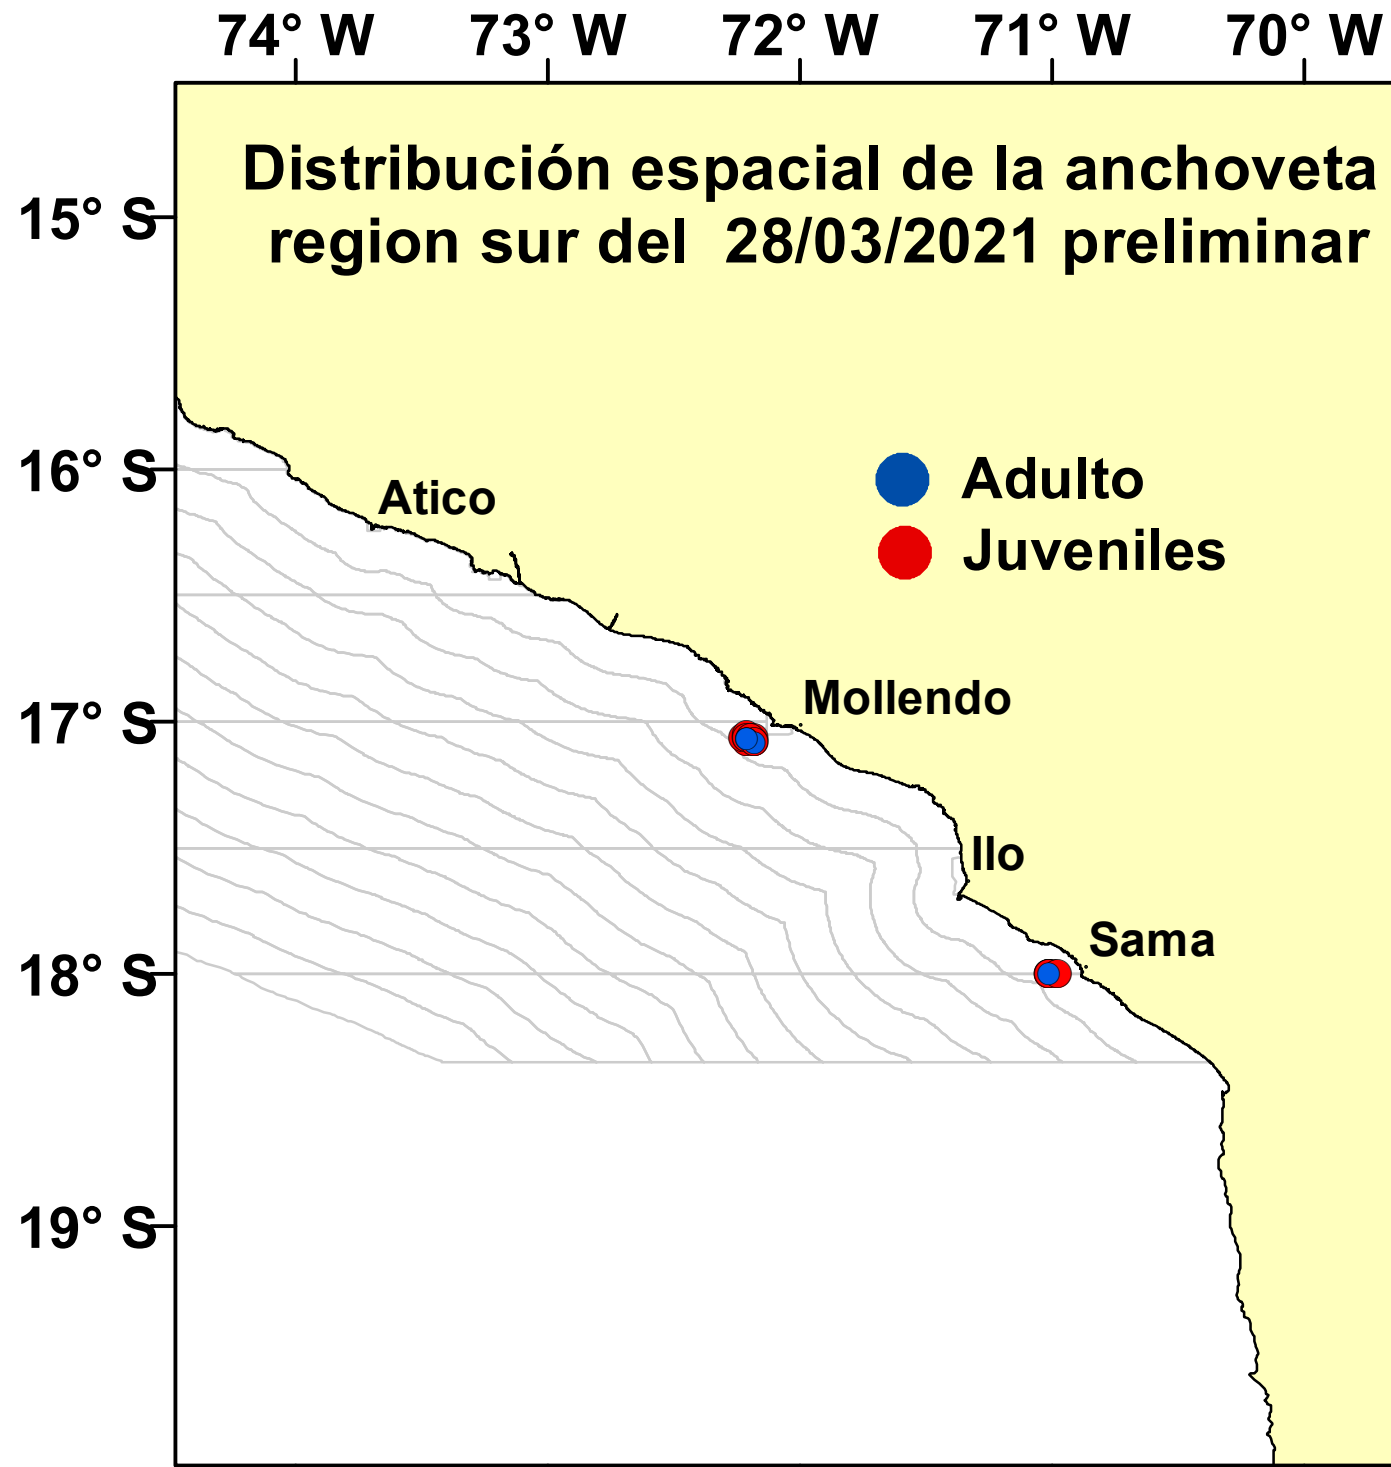 74° W 73° W 72° W 71° W 70° W
Distribución espacial de la anchoveta
region sur del  28/03/2021 preliminar
15° S
16° S
Adulto
Atico
Juveniles
Mollendo
17° S
Ilo
Sama
18° S
19° S